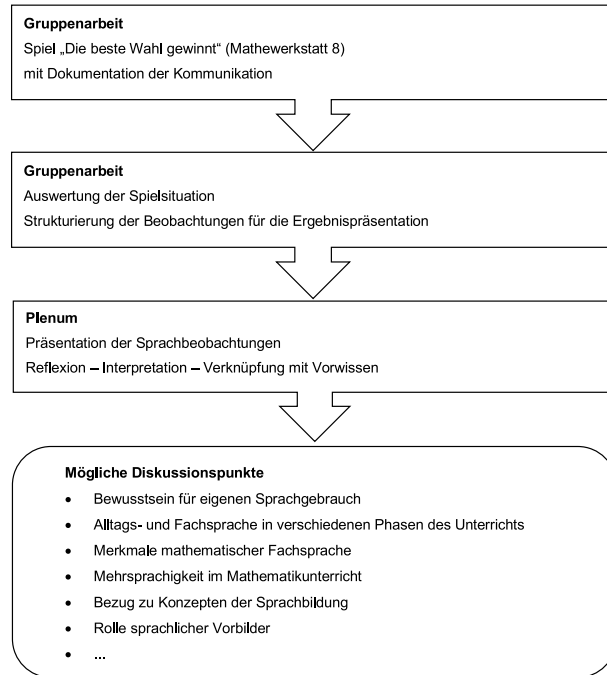 Gruppenarbeit
Spiel „Die beste Wahl gewinnt“ (Mathewerkstatt 8)
mit Dokumentation der Kommunikation
Gruppenarbeit
Auswertung der Spielsituation
Strukturierung der Beobachtungen für die Ergebnispräsentation
Plenum
Präsentation der Sprachbeobachtungen
Reflexion – Interpretation – Verknüpfung mit Vorwissen
Mögliche Diskussionspunkte
• Bewusstsein für eigenen Sprachgebrauch
• Alltags- und Fachsprache in verschiedenen Phasen des Unterrichts
• Merkmale mathematischer Fachsprache
• Mehrsprachigkeit im Mathematikunterricht
• Bezug zu Konzepten der Sprachbildung
• Rolle sprachlicher Vorbilder
• ...